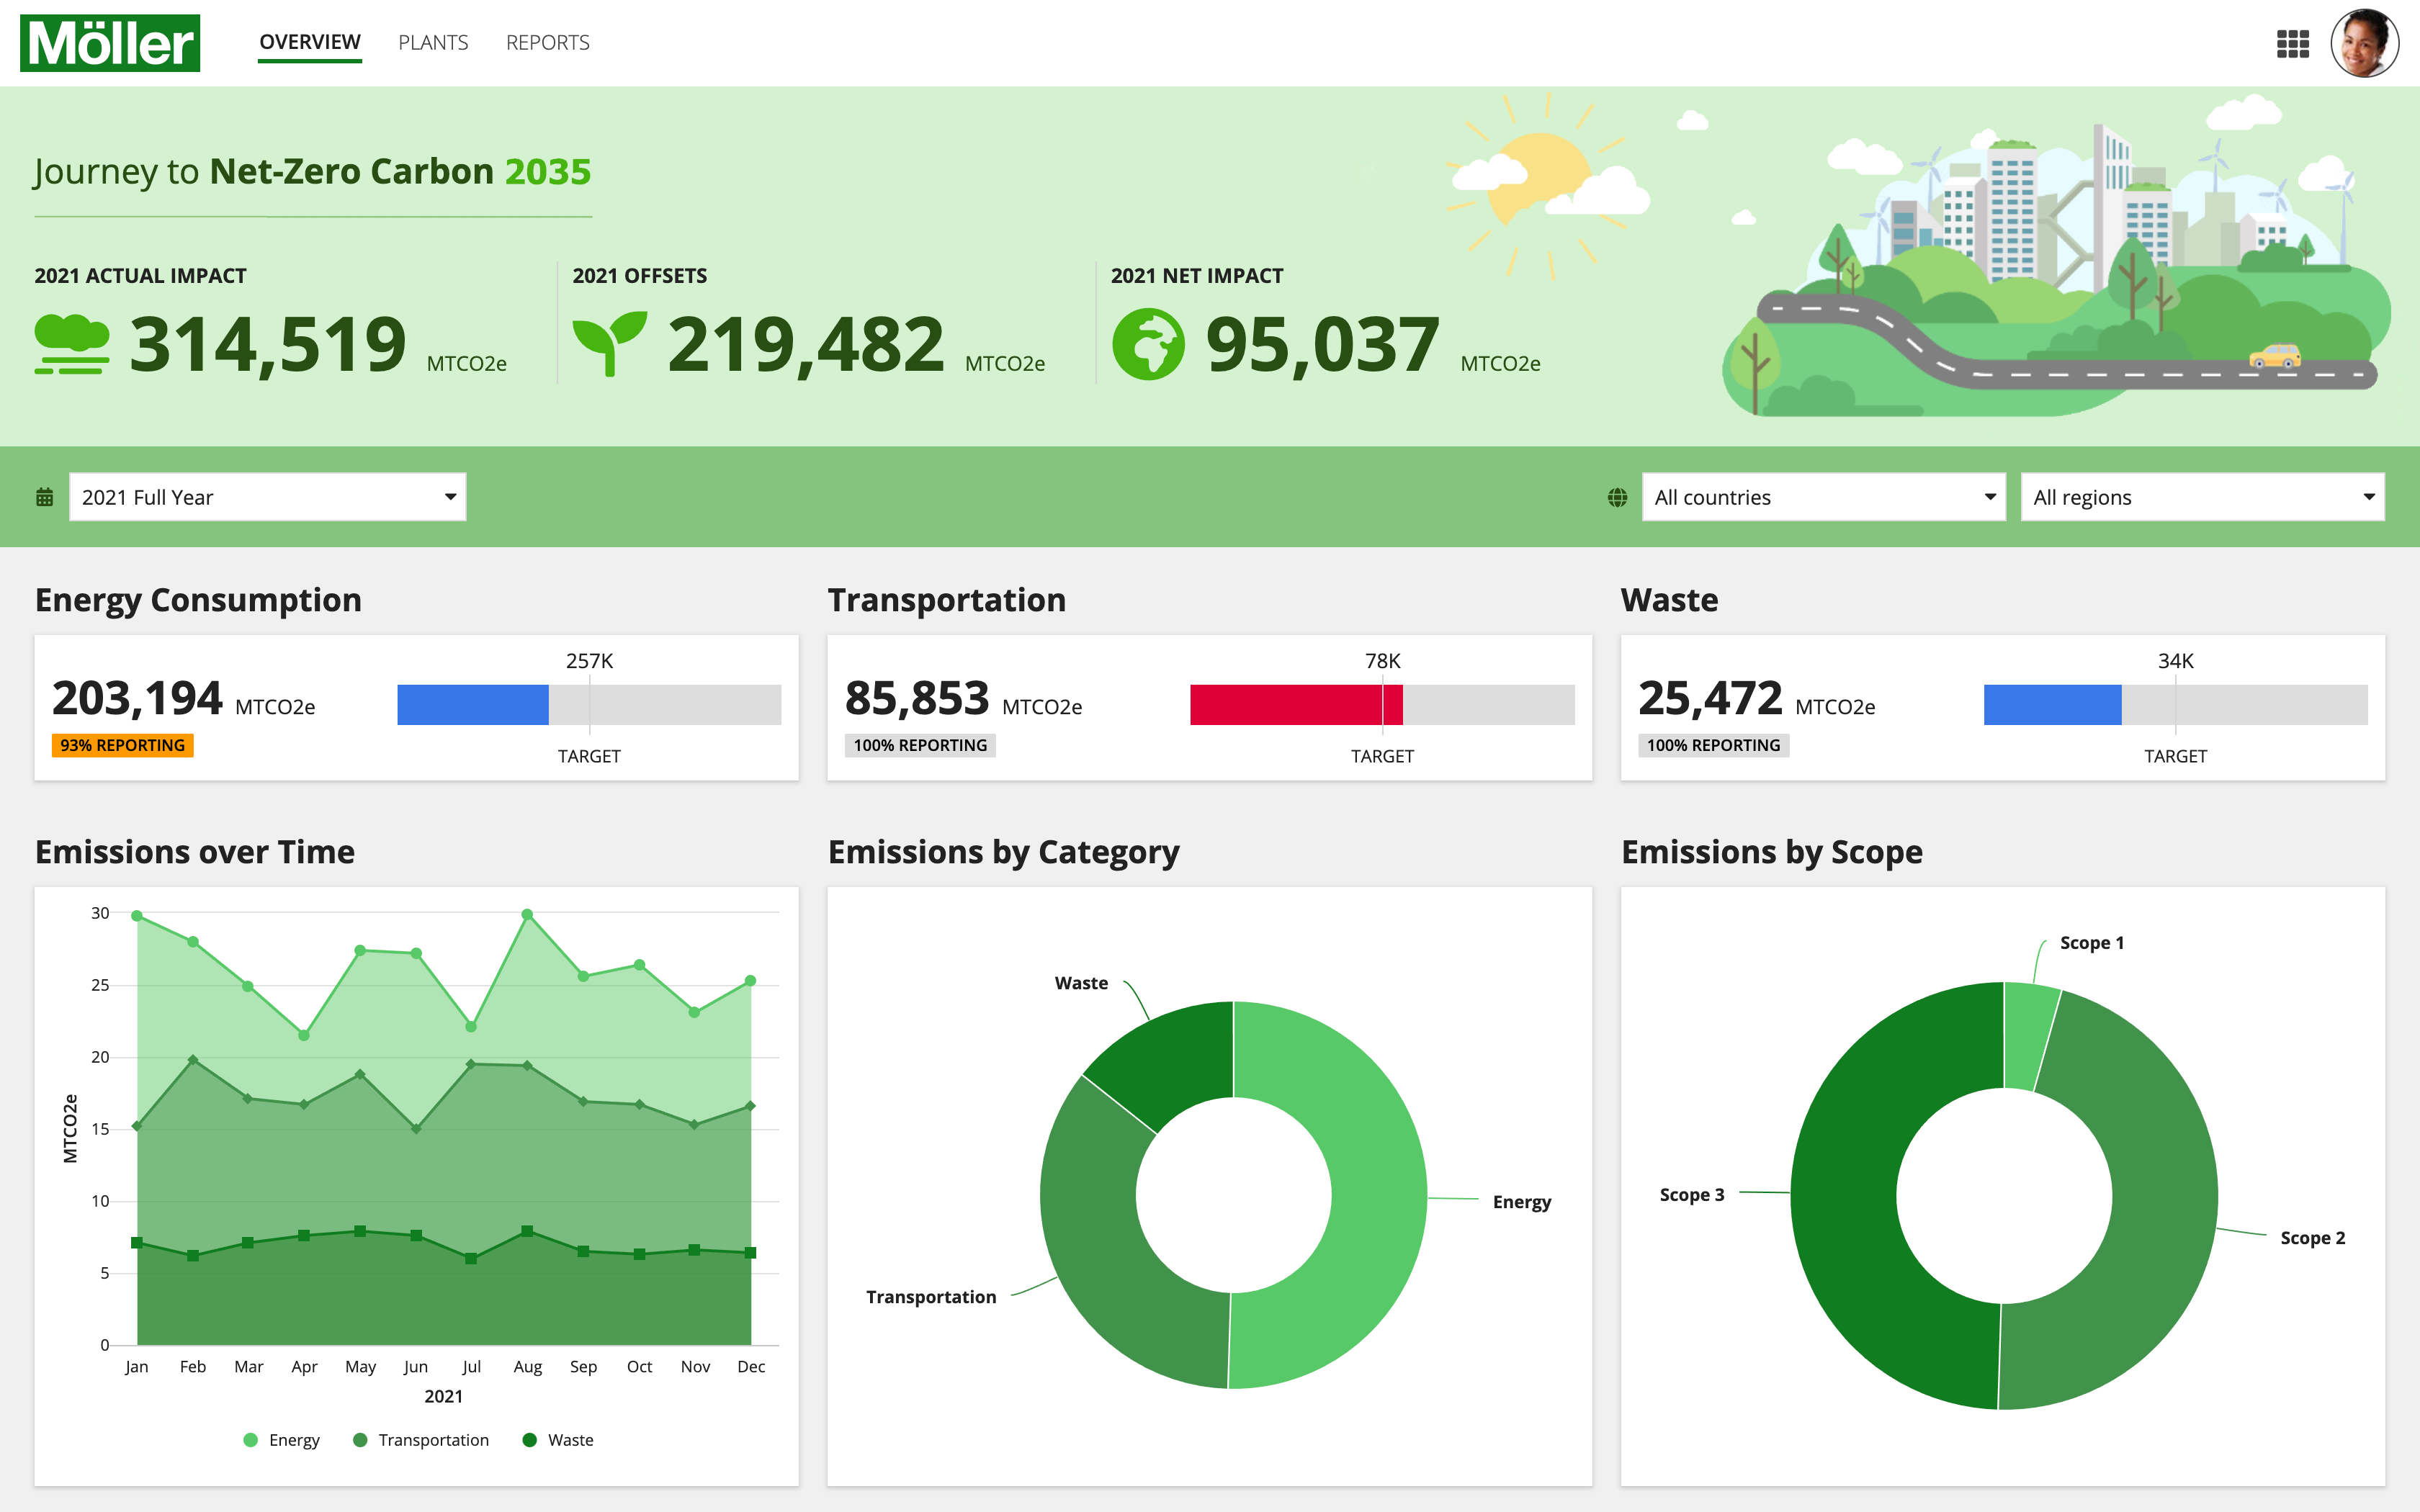 Möller
OVERVIEW PLANTS REPORTS
Journey to Net-Zero Carbon 2035
2021 ACTUAL IMPACT
314,519 MTCO2e
2021 OFFSETS
219,482 MTCO2e
2021 NET IMPACT
95,037 MTCO2e
2021 Full Year
All countries
All regions
Energy Consumption
203,194 MTCO2e
93% REPORTING
257K
TARGET
Transportation
85,853 MTCO2e
100% REPORTING
78K
TARGET
Waste
25,472 MTCO2e
100% REPORTING
34K
TARGET
Emissions over Time
MTCO2e
30
25
20
15
10
5
0
Jan Feb Mar Apr May Jun Jul Aug Sep Oct Nov Dec
2021
Energy Transportation Waste
Emissions by Category
Waste
Energy
Transportation
Emissions by Scope
Scope 1
Scope 3
Scope 2